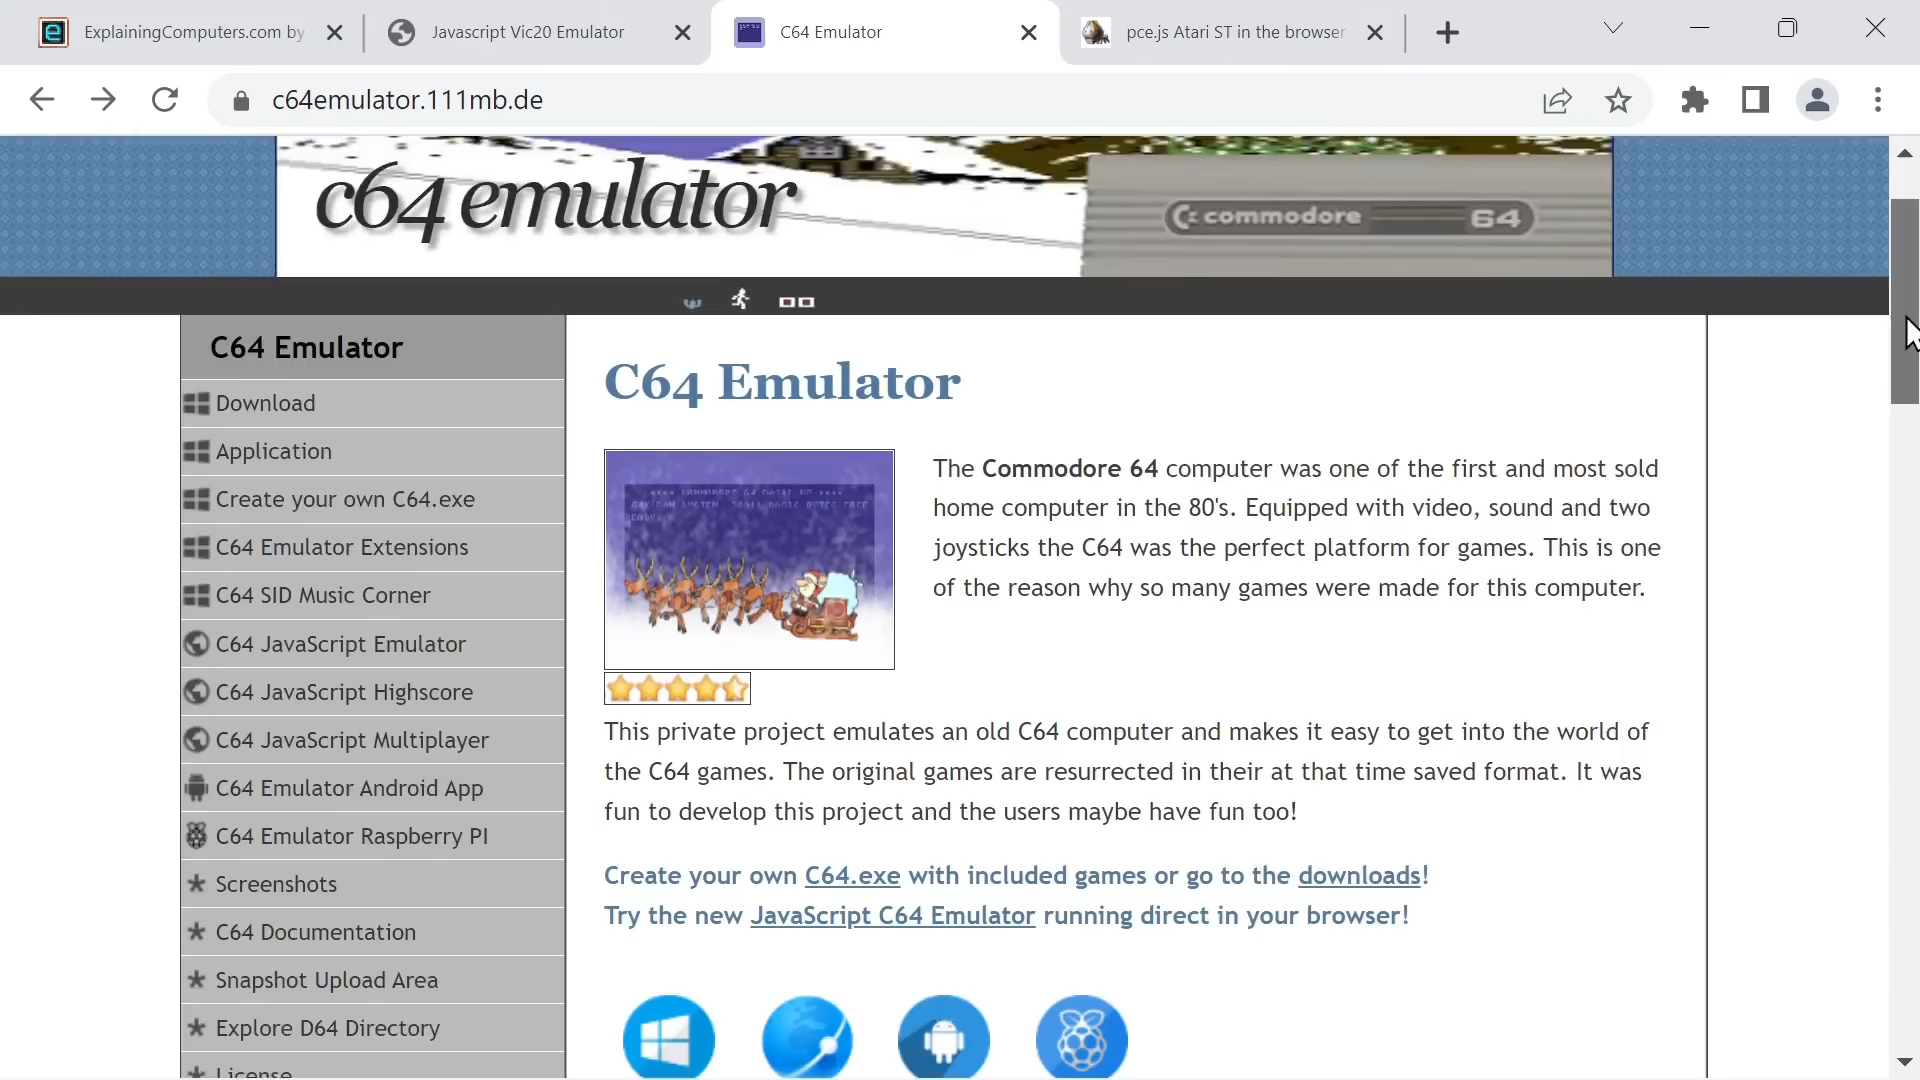 ExplainingComputers.com by
Javascript Vic20 Emulator
C64 Emulator
pce.js Atari ST in the browser
c64emulator.111mb.de
c64 emulator
commodore 64
C64 Emulator
Download
Application
Create your own C64.exe
C64 Emulator Extensions
C64 SID Music Corner
C64 JavaScript Emulator
C64 JavaScript Highscore
C64 JavaScript Multiplayer
C64 Emulator Android App
C64 Emulator Raspberry PI
Screenshots
C64 Documentation
Snapshot Upload Area
Explore D64 Directory
License
C64 Emulator
The Commodore 64 computer was one of the first and most sold
home computer in the 80's. Equipped with video, sound and two
joysticks the C64 was the perfect platform for games. This is one
of the reason why so many games were made for this computer.
This private project emulates an old C64 computer and makes it easy to get into the world of
the C64 games. The original games are resurrected in their at that time saved format. It was
fun to develop this project and the users maybe have fun too!
Create your own C64.exe with included games or go to the downloads!
Try the new JavaScript C64 Emulator running direct in your browser!